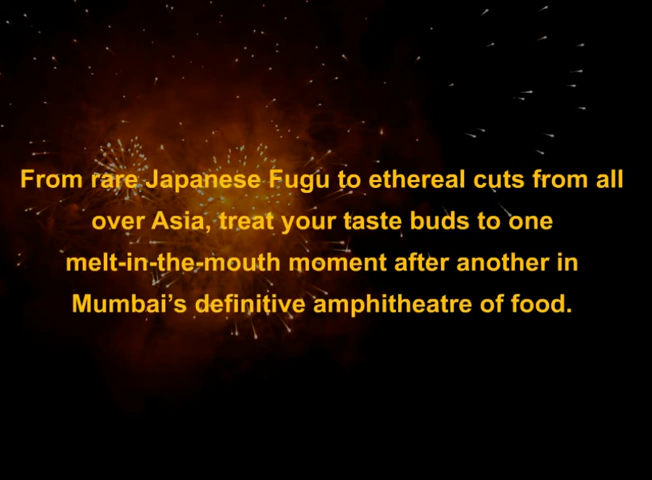 From rare Japanese Fugu to ethereal cuts from all
over Asia, treat your taste buds to one
melt-in-the-mouth moment after another in
Mumbai’s definitive amphitheatre of food.